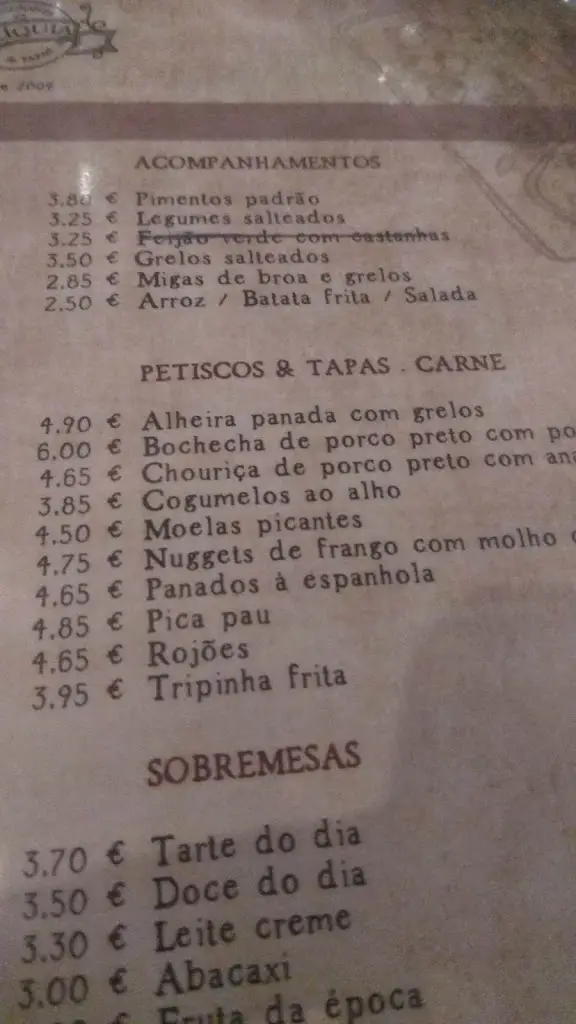 2009
ACOMPANHAMENTOS
3.80 € Pimentos padrão
3.25 € Legumes salteados
3.25 € Feijão verde com castanhas
3.50 € Grelos salteados
2.85 € Migas de broa e grelos
2.50 € Arroz / Batata frita / Salada
PETISCOS & TAPAS . CARNE
4.90 € Alheira panada com grelos
6.00 € Bochecha de porco preto com po
4.65 € Chouriça de porco preto com ana
3.85 € Cogumelos ao alho
4.50 € Moelas picantes
4.75 € Nuggets de frango com molho
4.65 € Panados à espanhola
4.85 € Pica pau
4.65 € Rojões
3.95 € Tripinha frita
SOBREMESAS
3.70 € Tarte do dia
3.50 € Doce do dia
3.30 € Leite creme
3.00 € Abacaxi
€ Fruta da época